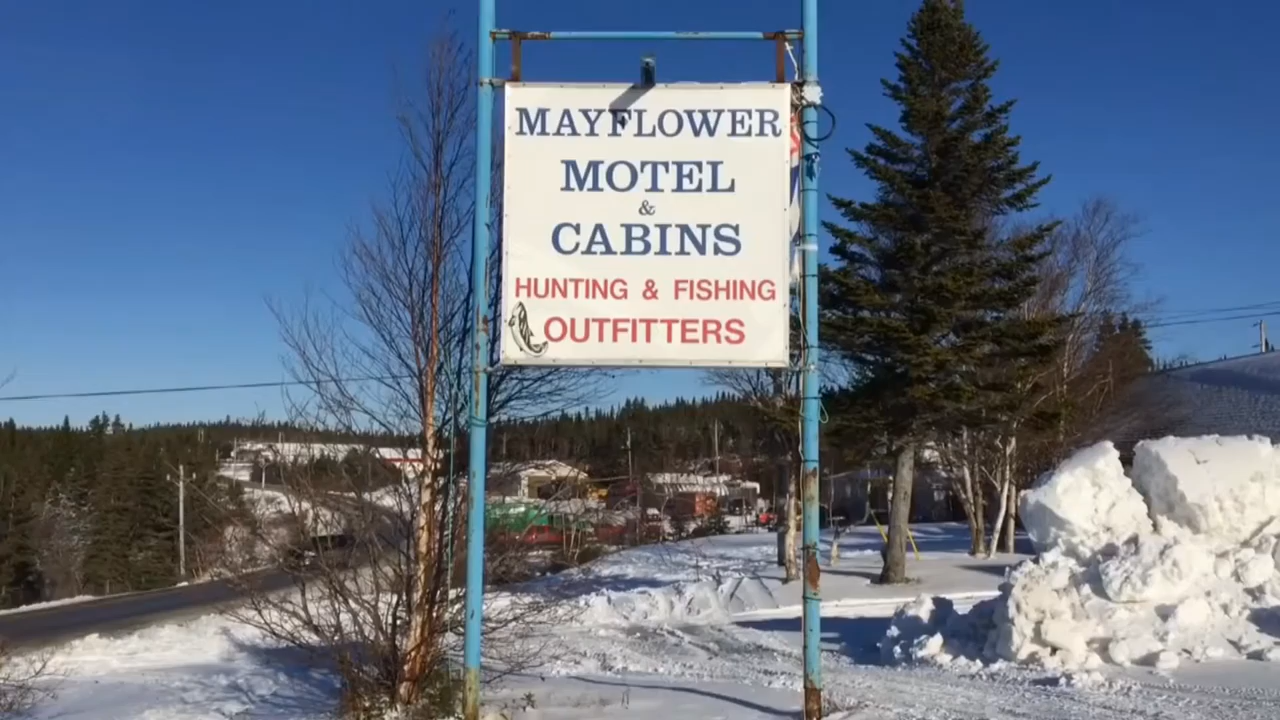 MAYFLOWER
MOTEL
&
CABINS
HUNTING & FISHING
OUTFITTERS